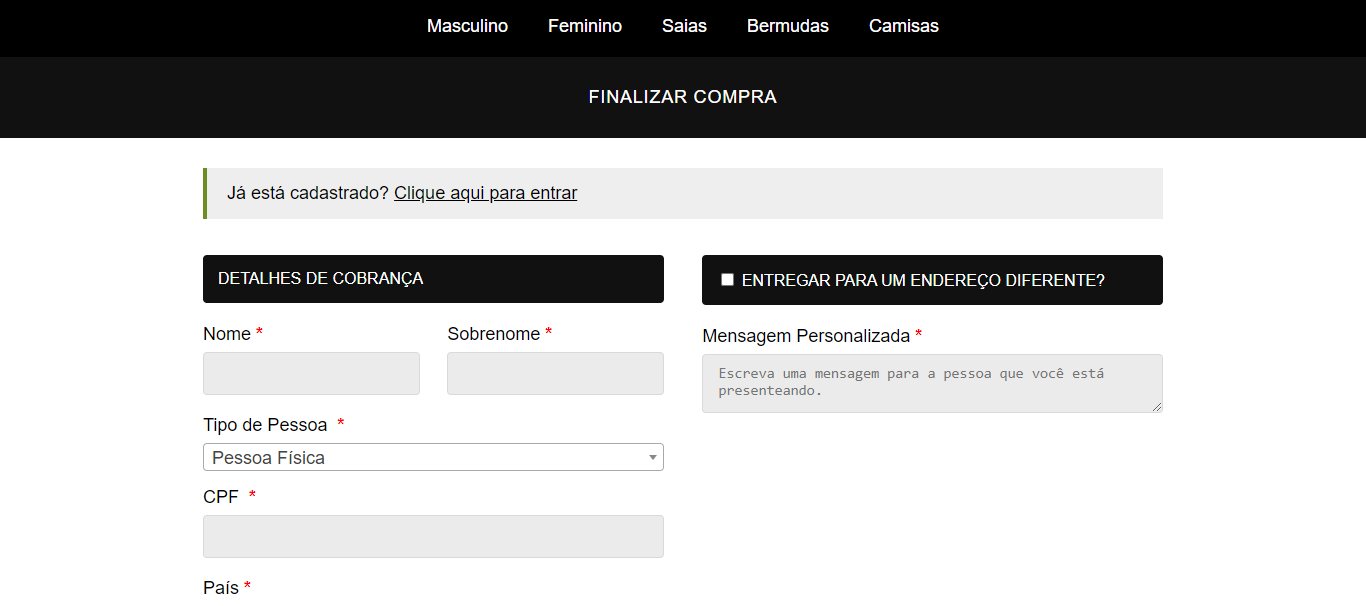 Masculino Feminino Saias Bermudas Camisas
FINALIZAR COMPRA
Já está cadastrado? Clique aqui para entrar
DETALHES DE COBRANÇA
Nome *
Sobrenome *
Tipo de Pessoa *
Pessoa Física
CPF *
País *
ENTREGAR PARA UM ENDEREÇO DIFERENTE?
Mensagem Personalizada *
Escreva uma mensagem para a pessoa que você está
presenteando.